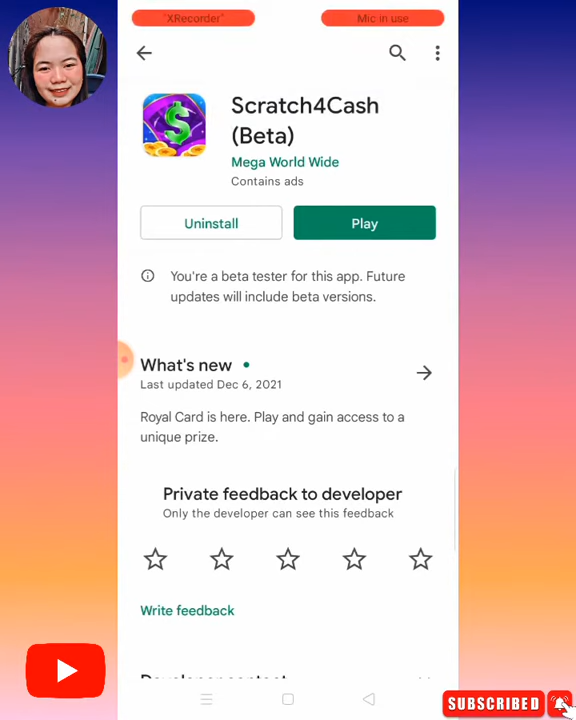 "XRecorder"
Mic in use
Scratch4Cash
(Beta)
Mega World Wide
Contains ads
Uninstall
Play
You're a beta tester for this app. Future
updates will include beta versions.
What's new
Last updated Dec 6, 2021
Royal Card is here. Play and gain access to a
unique prize.
Private feedback to developer
Only the developer can see this feedback
Write feedback
Developer contact
SUBSCRIBED